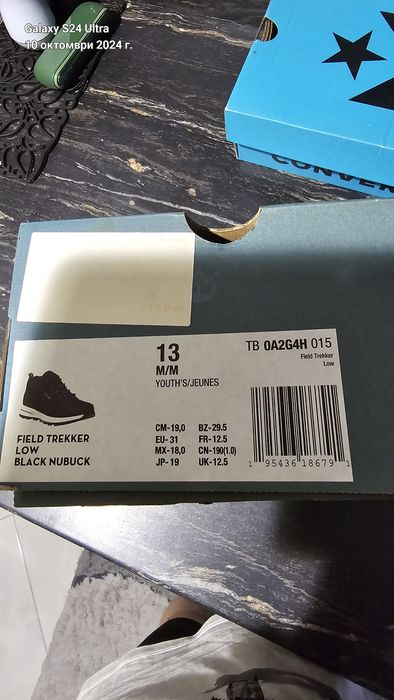 Galaxy S24 Ultra
10 октомври 2024 г.
CONVER
13
M/M
YOUTH'S/JEUNES
TB 0A2G4H 015
Field Trekker
Low
CM-19,0 BZ-29.5
EU- 31 FR-12.5
MX-18,0 CN-190(1.0)
JP- 19 UK-12.5
FIELD TREKKER
LOW
BLACK NUBUCK
1 95436 18679 1